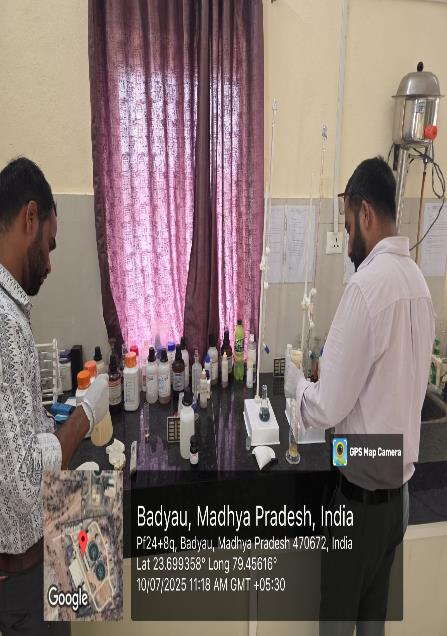 GPS Map Camera
Badyau, Madhya Pradesh, India
Pf24+8q, Badyau, Madhya Pradesh 470672, India
Lat 23.699358° Long 79.45616°
10/07/2025 11:18 AM GMT +05:30
Google